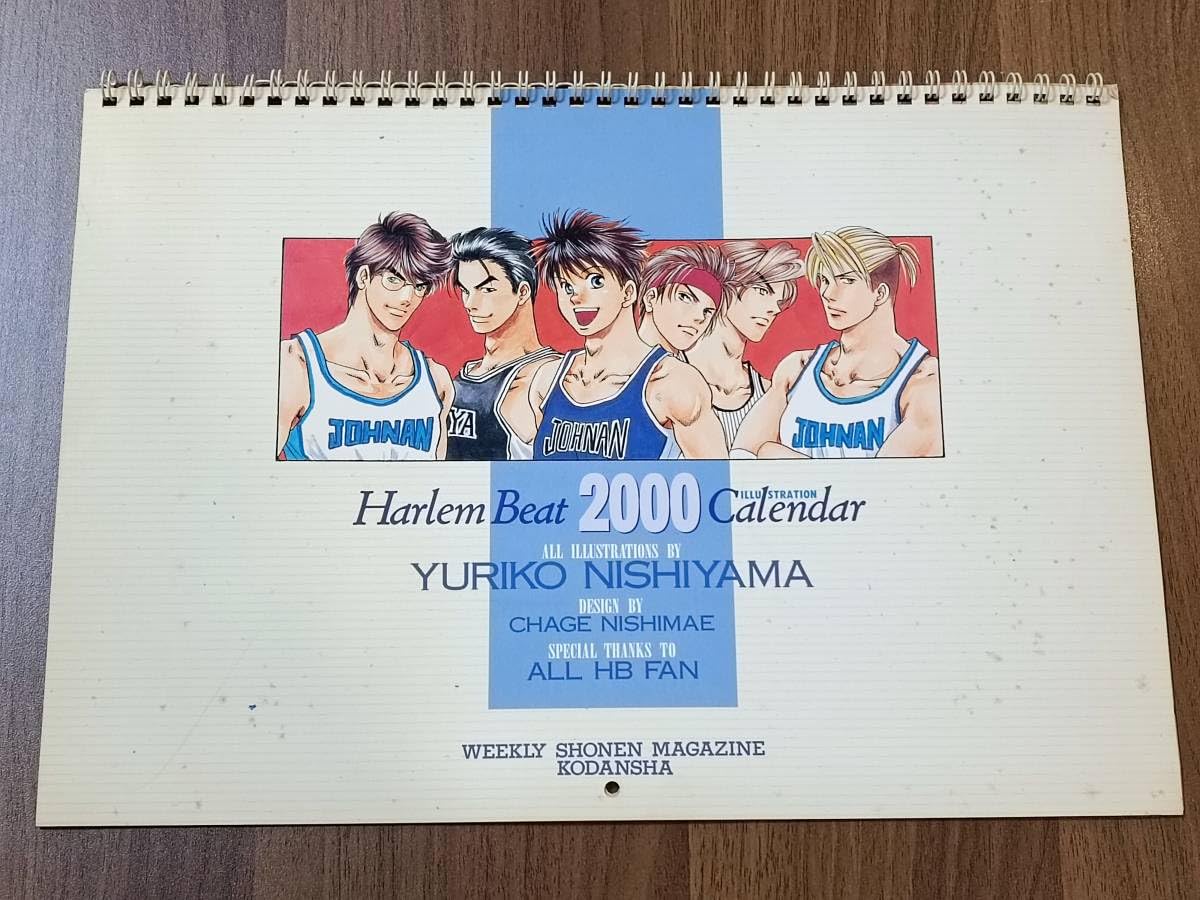 JOHNAN
YA
JOHNAN
JOHNAN
Harlem Beat 2000 Calendar
ILLUSTRATION
ALL ILLUSTRATIONS BY
YURIKO NISHIYAMA
DESIGN BY
CHAGE NISHIMAE
SPECIAL THANKS TO
ALL HB FAN
WEEKLY SHONEN MAGAZINE
KODANSHA